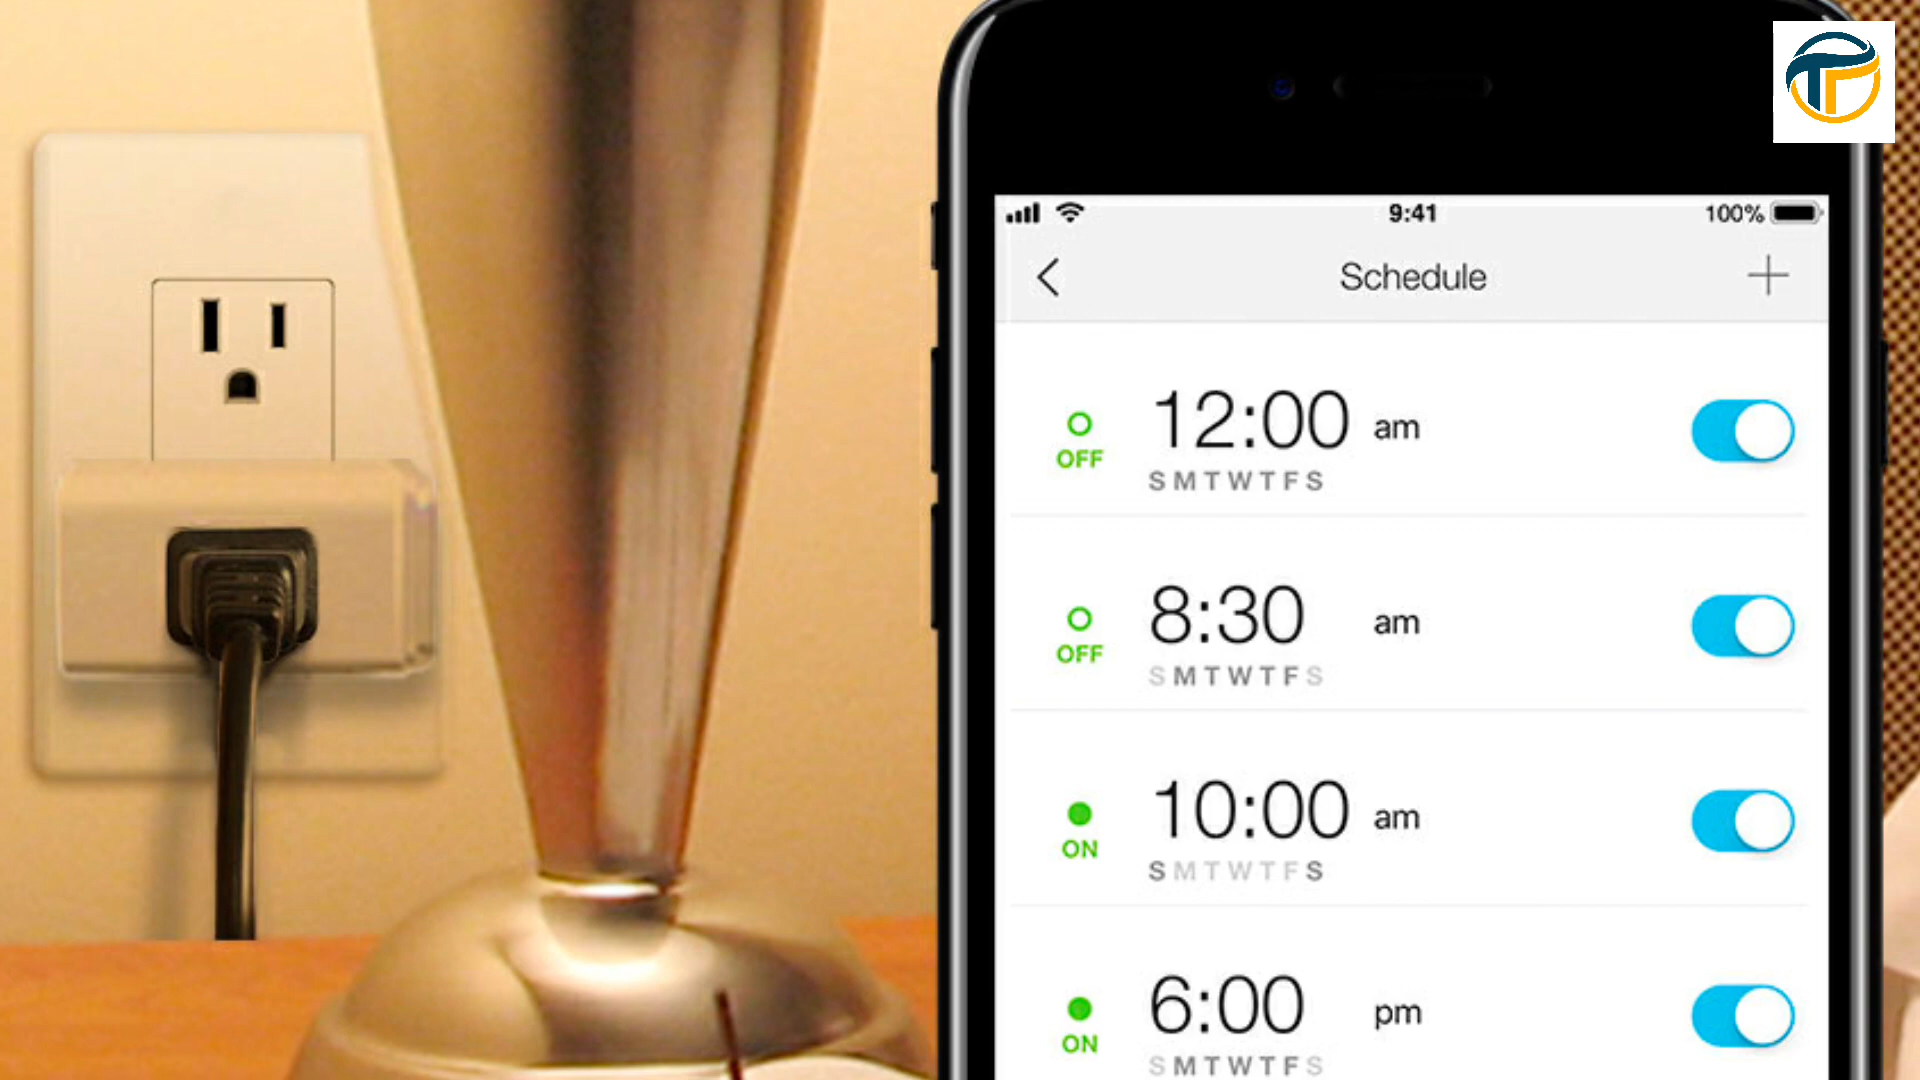 9:41
100%
Schedule
12:00 am
OFF
S M T W T F S
8:30 am
OFF
S M T W T F S
10:00 am
ON
S M T W T F S
6:00 pm
ON
S M T W T F S
TP